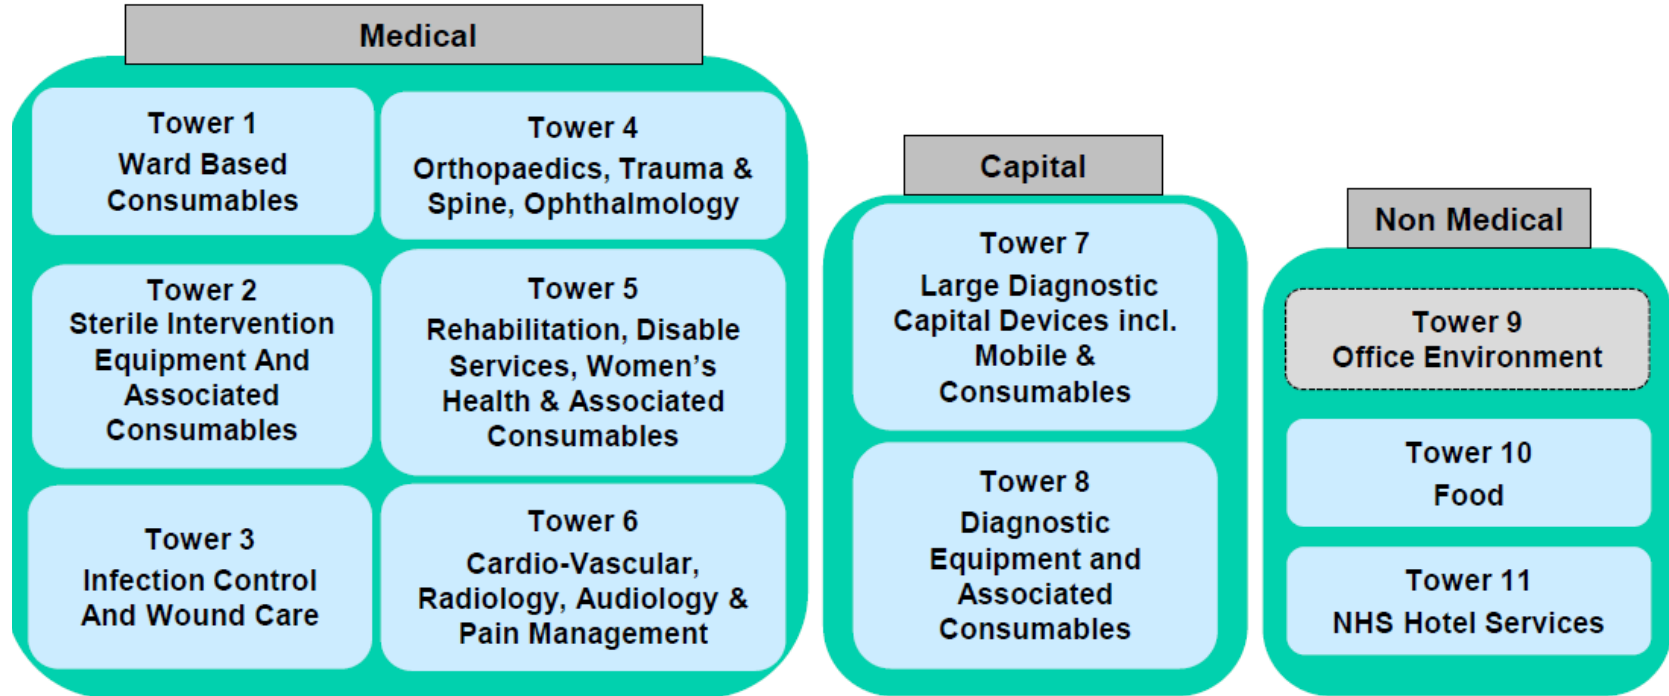 Medical
Tower 1
Ward Based
Consumables
Tower 2
Sterile Intervention
Equipment And
Associated
Consumables
Tower 3
Infection Control
And Wound Care
Tower 4
Orthopaedics, Trauma &
Spine, Ophthalmology
Tower 5
Rehabilitation, Disable
Services, Women’s
Health & Associated
Consumables
Tower 6
Cardio-Vascular,
Radiology, Audiology &
Pain Management
Capital
Tower 7
Large Diagnostic
Capital Devices incl.
Mobile &
Consumables
Tower 8
Diagnostic
Equipment and
Associated
Consumables
Non Medical
Tower 9
Office Environment
Tower 10
Food
Tower 11
NHS Hotel Services